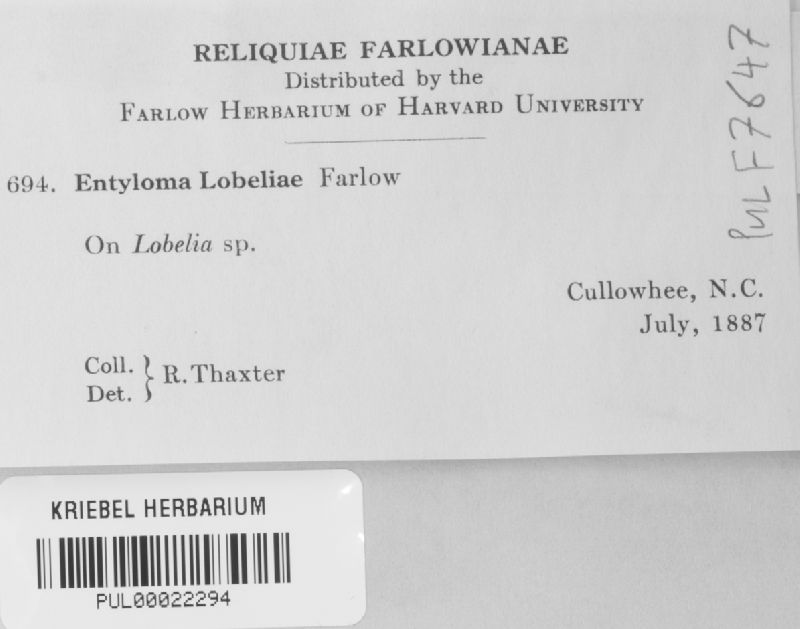 RELIQUIAE FARLOWIANAE
Distributed by the
FARLOW HERBARIUM OF HARVARD UNIVERSITY
694. Entyloma Lobeliae Farlow
On Lobelia sp.
Cullowhee, N.C.
July, 1887
Coll. } R. Thaxter
Det.
PUL F7647
KRIEBEL HERBARIUM
PUL00022294